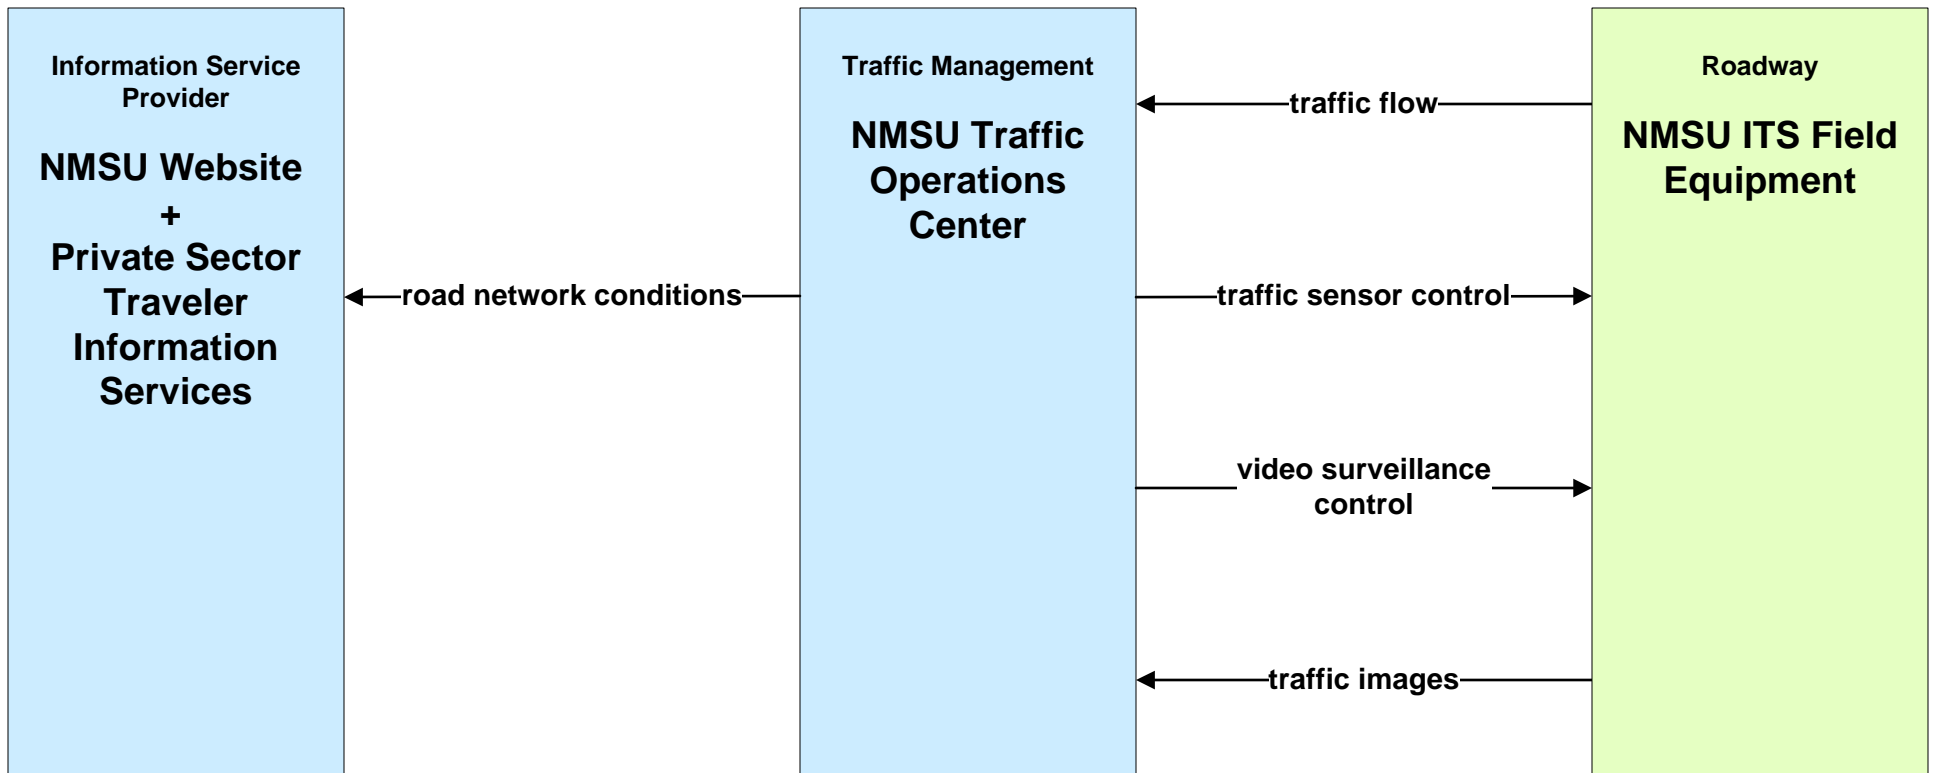 Information Service
Provider
NMSU Website
+
Private Sector
Traveler
Information
Services
road network conditions
Traffic Management
NMSU Traffic
Operations
Center
traffic flow
traffic sensor control
video surveillance
control
traffic images
Roadway
NMSU ITS Field
Equipment